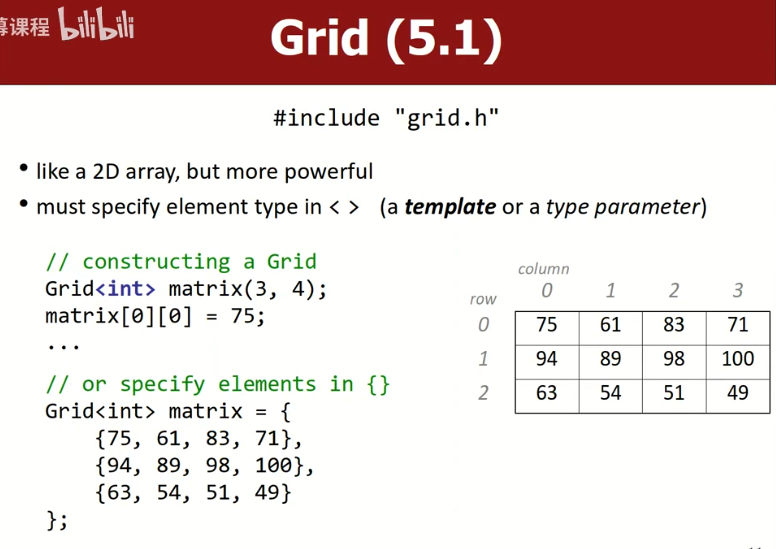 慕课程 bilibili
Grid (5.1)
#include "grid.h"
• like a 2D array, but more powerful
• must specify element type in < > (a template or a type parameter)
// constructing a Grid
Grid<int> matrix(3, 4);
matrix[0][0] = 75;
...
// or specify elements in {}
Grid<int> matrix = {
{75, 61, 83, 71},
{94, 89, 98, 100},
{63, 54, 51, 49}
};
column
row 0 1 2 3
0 75 61 83 71
1 94 89 98 100
2 63 54 51 49